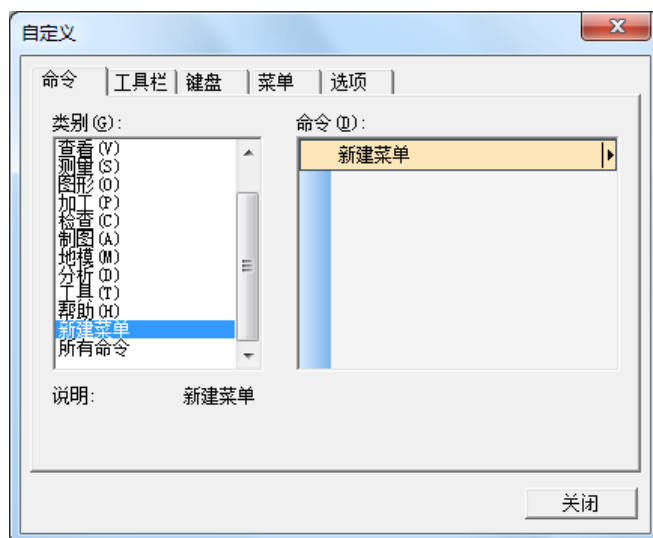 自定义
命令 工具栏 键盘 菜单 选项
类别(G): 命令(D):
查看(V)
测量(S)
图形(O)
加工(P)
检查(C)
制图(A)
地模(M)
分析(D)
工具(T)
帮助(H)
新建菜单
所有命令
新建菜单
说明: 新建菜单
关闭